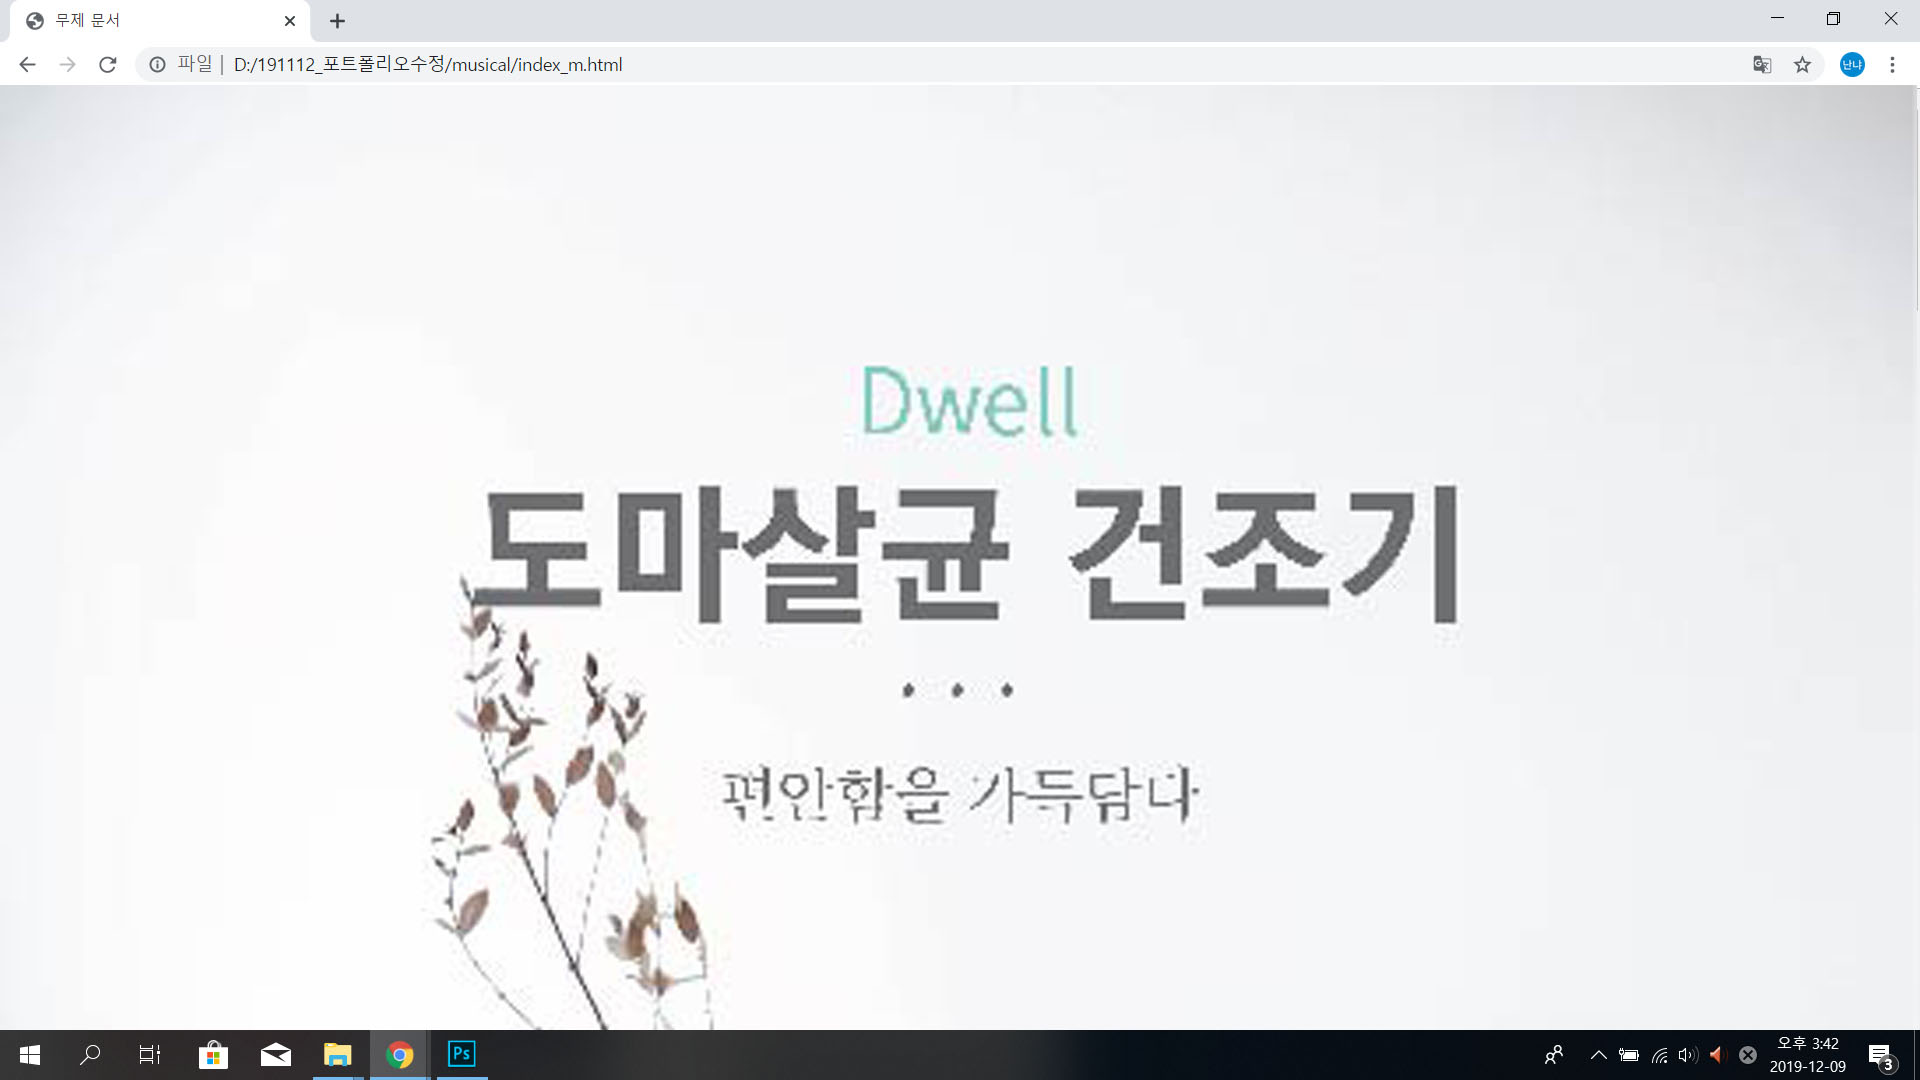 무제 문서
파일 | D:/191112_포트폴리오수정/musical/index_m.html
난나
Dwell
도마살균 건조기
• • •
편안함을 가득담다
Ps
오후 3:42
2019-12-09
3